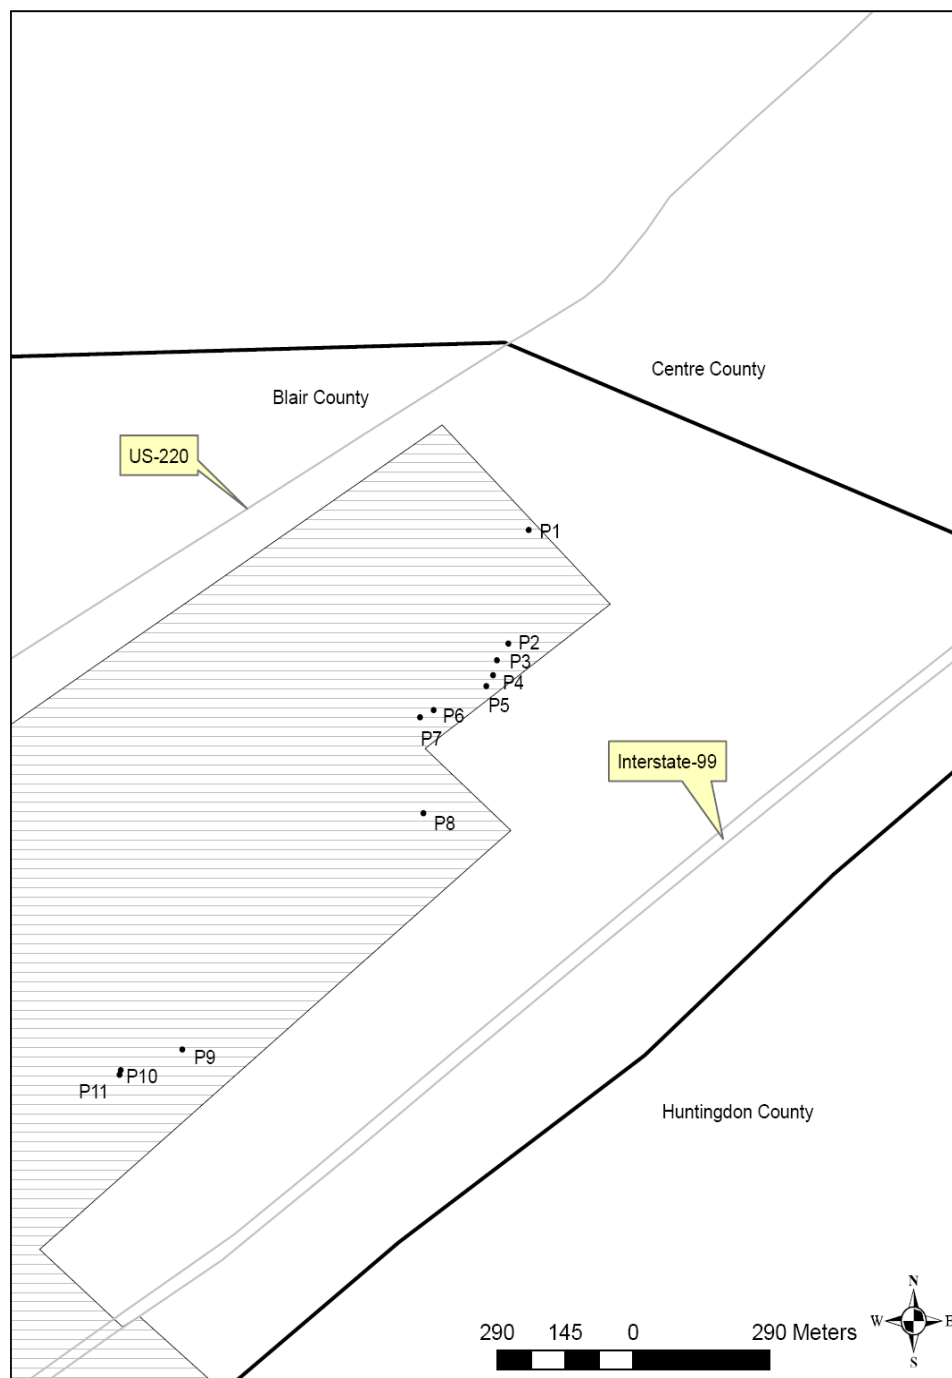 Centre County
Blair County
US-220
P1
P2
P3
P4
P5
P6
P7
Interstate-99
P8
P9
P10
P11
Huntingdon County
N
W E
S
290 145 0 290 Meters